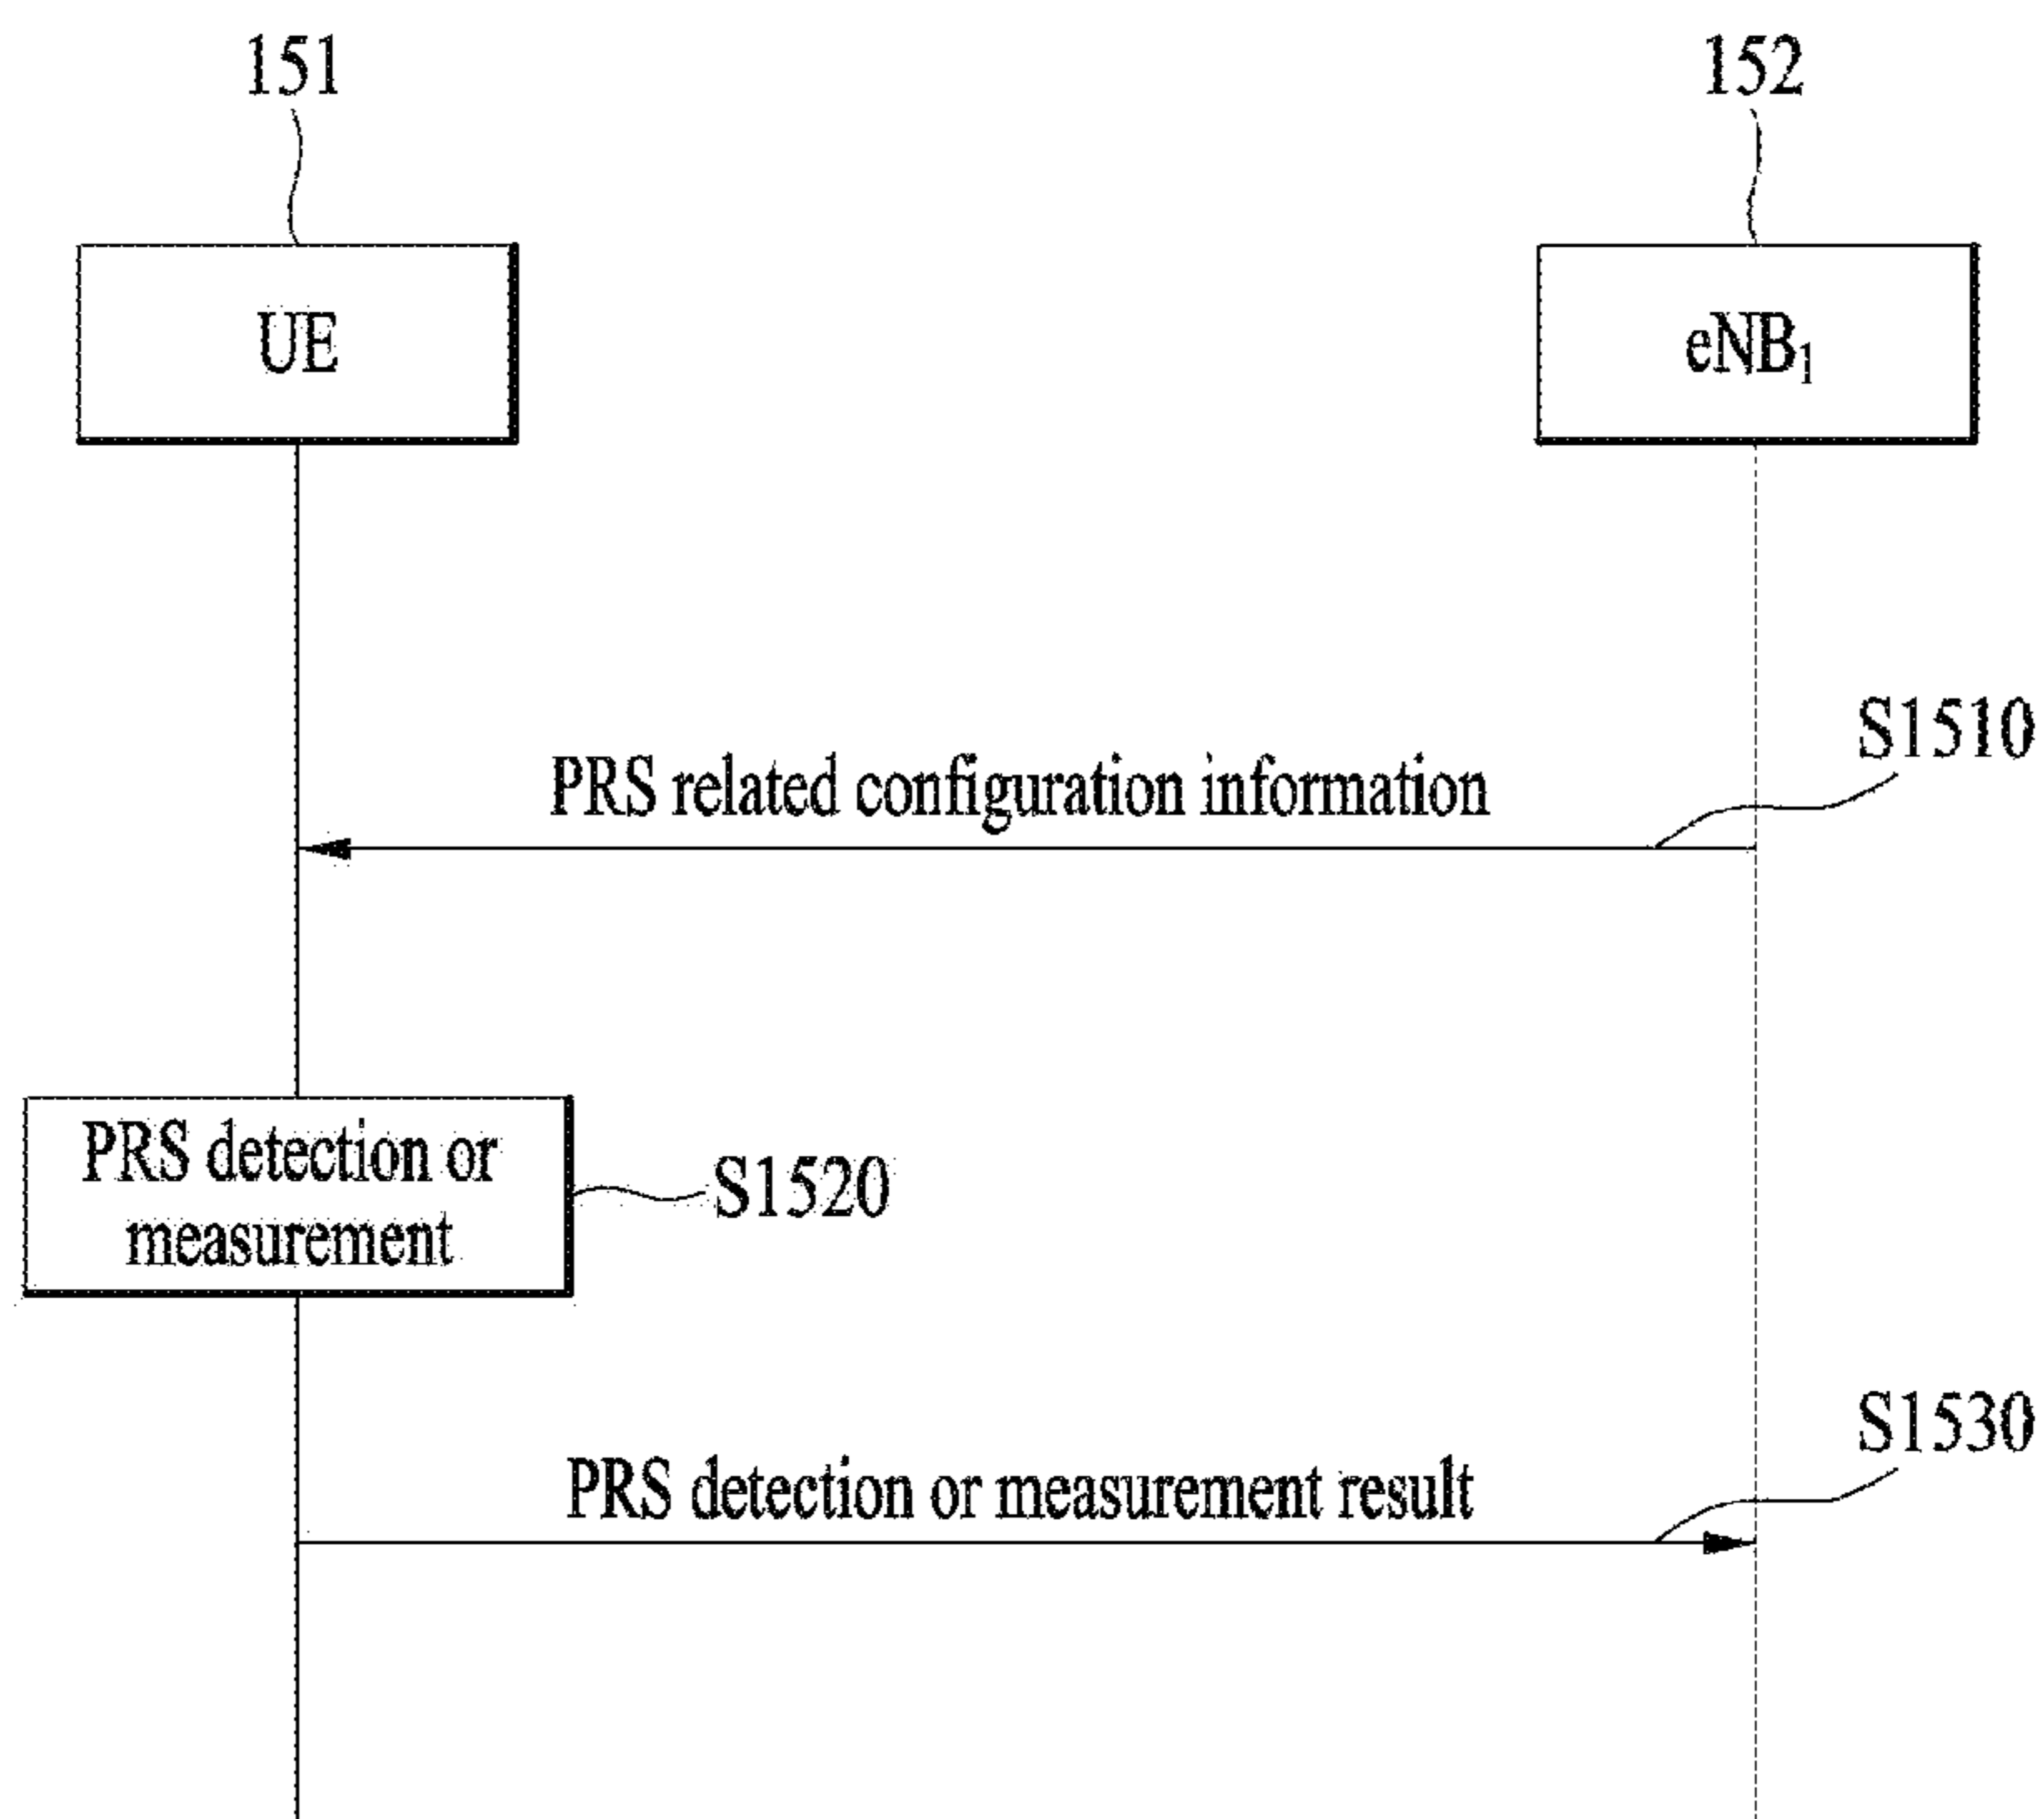 151
152
UE
eNB₁
S1510
PRS related configuration information
PRS detection or
measurement
S1520
S1530
PRS detection or measurement result